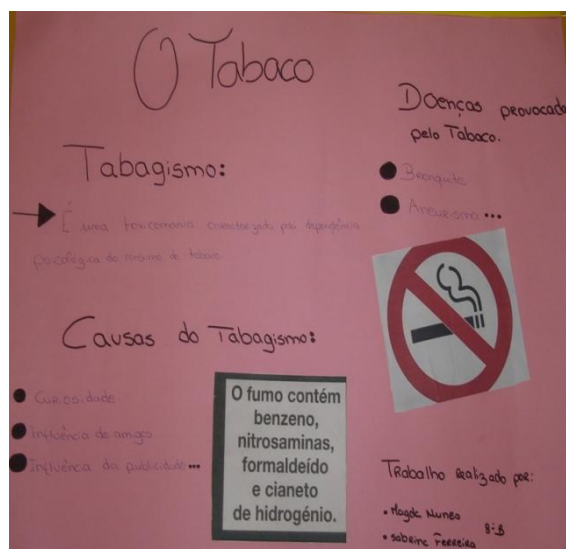 O Tabaco
Tabagismo:
É uma toxicomania caracterizado pela dependência
psicológica do consumo de tabaco.
Causas do Tabagismo:
Curiosidade
Influência de amigos
Influência da publicidade...
O fumo contém
benzeno,
nitrosaminas,
formaldeído
e cianeto
de hidrogénio.
Doenças provocada
pelo Tabaco.
Bronquite
Aneurisma...
Trabalho realizado por:
• Magda Nunes
8ºB
• Sabrina Ferreira